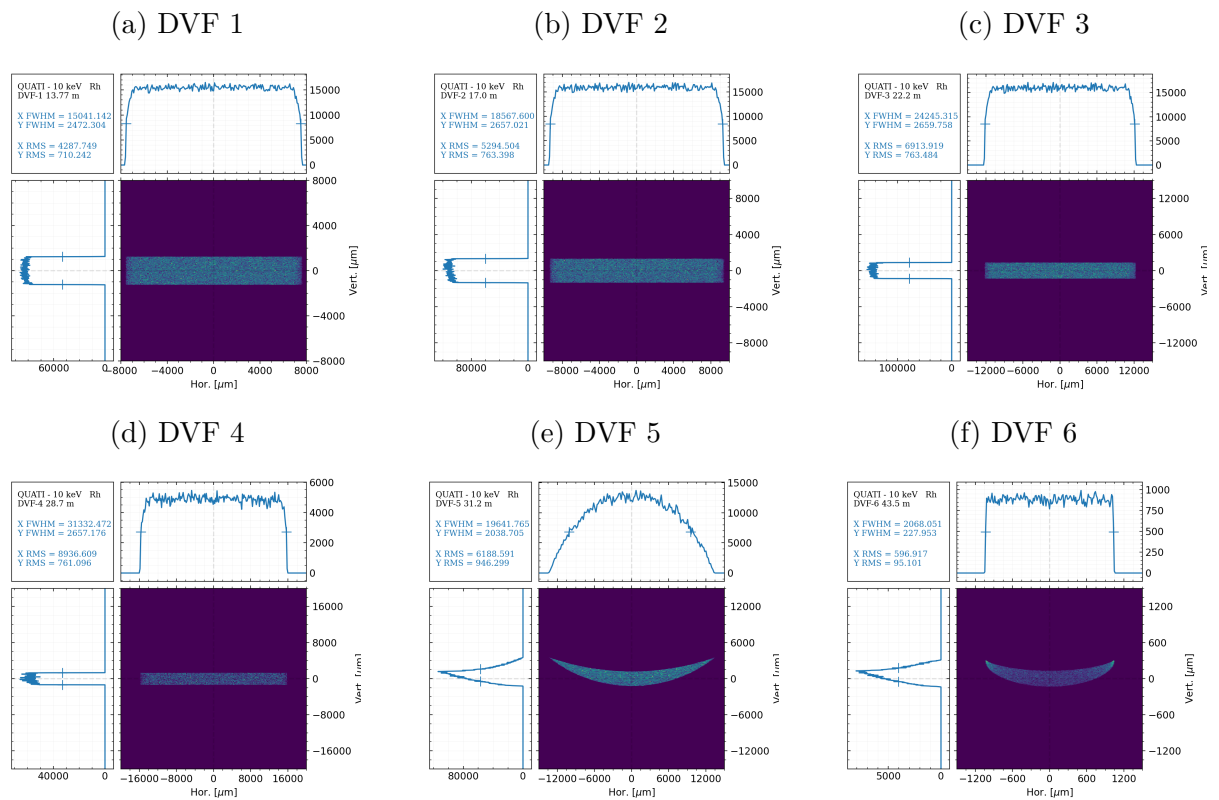 (a) DVF 1
(b) DVF 2
(c) DVF 3
QUATI - 10 keV Rh
DVF-1 13.77 m
X FWHM = 15041.142
Y FWHM = 2472.304
X RMS = 4287.749
Y RMS = 710.242
15000
10000
5000
0
8000
4000
0
−4000
−8000
Vert. [μm]
60000 0
−8000 −4000 0 4000 8000
Hor. [μm]
QUATI - 10 keV Rh
DVF-2 17.0 m
X FWHM = 18567.600
Y FWHM = 2657.021
X RMS = 5294.504
Y RMS = 763.398
15000
10000
5000
0
8000
4000
0
−4000
−8000
Vert. [μm]
80000 0
−8000 −4000 0 4000 8000
Hor. [μm]
QUATI - 10 keV Rh
DVF-3 22.2 m
X FWHM = 24245.315
Y FWHM = 2659.758
X RMS = 6913.919
Y RMS = 763.484
20000
15000
10000
5000
0
12000
6000
0
−6000
−12000
Vert. [μm]
100000 0
−12000 −6000 0 6000 12000
Hor. [μm]
(d) DVF 4
(e) DVF 5
(f) DVF 6
QUATI - 10 keV Rh
DVF-4 28.7 m
X FWHM = 31332.472
Y FWHM = 2657.176
X RMS = 8936.609
Y RMS = 761.096
6000
4000
2000
0
16000
8000
0
−8000
−16000
Vert. [μm]
40000 0
−16000 −8000 0 8000 16000
Hor. [μm]
QUATI - 10 keV Rh
DVF-5 31.2 m
X FWHM = 19641.765
Y FWHM = 2038.705
X RMS = 6188.591
Y RMS = 946.299
15000
10000
5000
0
12000
6000
0
−6000
−12000
Vert. [μm]
80000 0
−12000 −6000 0 6000 12000
Hor. [μm]
QUATI - 10 keV Rh
DVF-6 43.5 m
X FWHM = 2068.051
Y FWHM = 227.953
X RMS = 596.917
Y RMS = 95.101
1000
750
500
250
0
1200
600
0
−600
−1200
Vert. [μm]
5000 0
−1200 −600 0 600 1200
Hor. [μm]